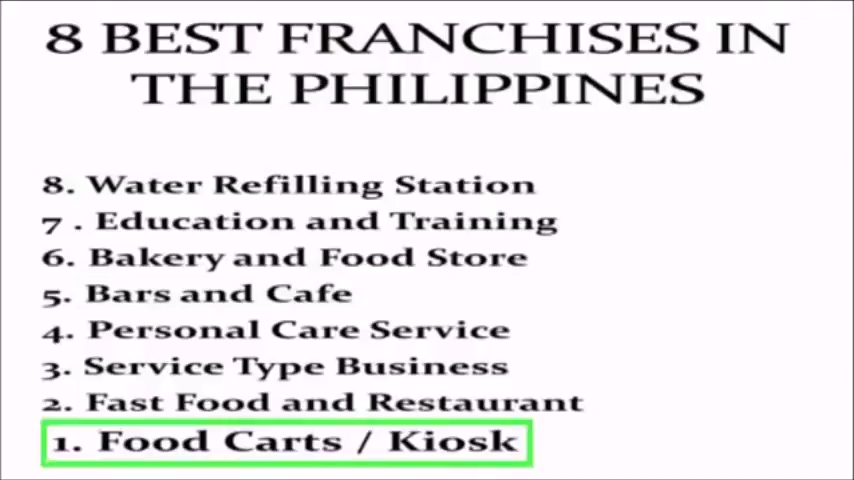 8 BEST FRANCHISES IN
THE PHILIPPINES
8. Water Refilling Station
7 . Education and Training
6. Bakery and Food Store
5. Bars and Cafe
4. Personal Care Service
3. Service Type Business
2. Fast Food and Restaurant
1. Food Carts / Kiosk